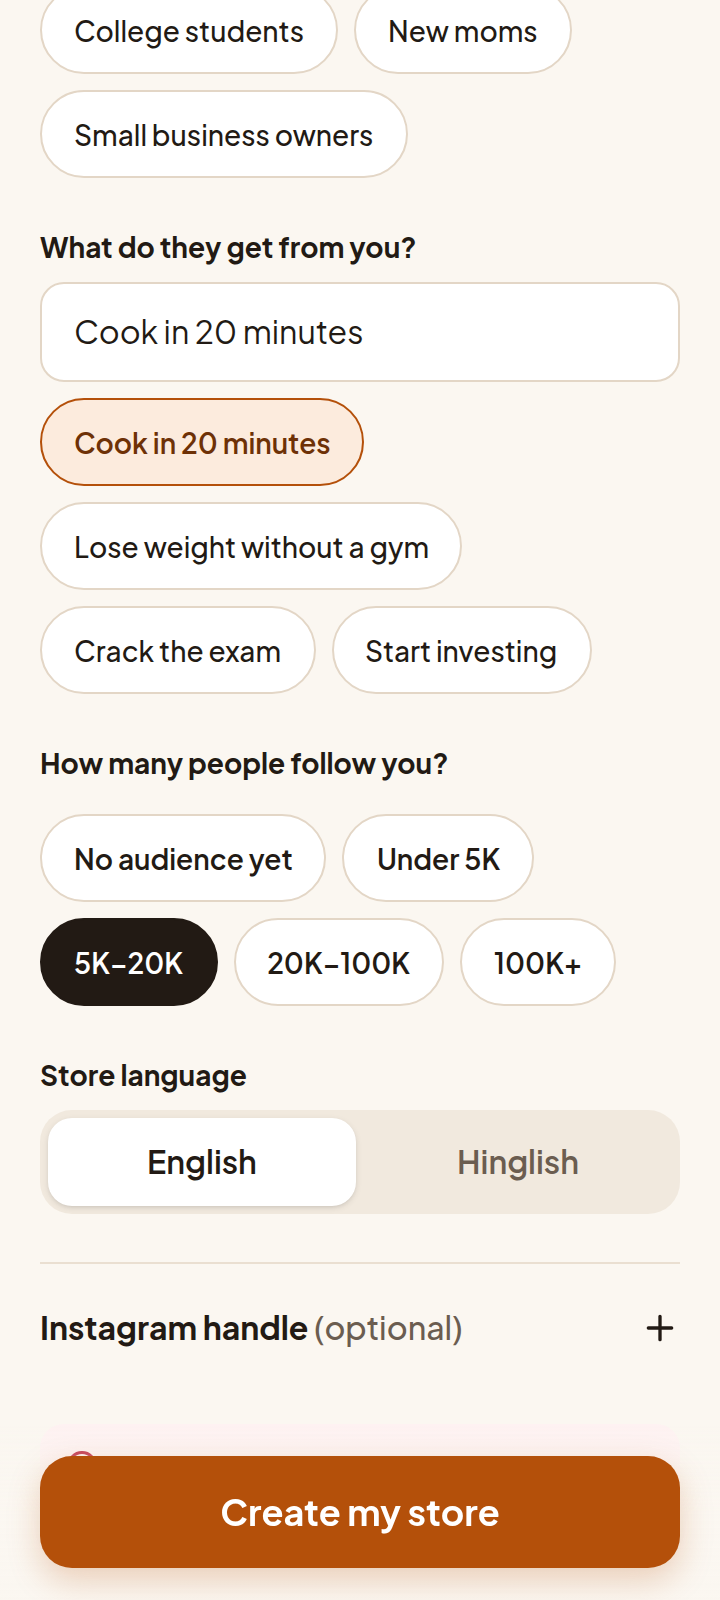 College students
New moms
Small business owners
What do they get from you?
Cook in 20 minutes
Cook in 20 minutes
Lose weight without a gym
Crack the exam
Start investing
How many people follow you?
No audience yet
Under 5K
5K–20K
20K–100K
100K+
Store language
English
Hinglish
Instagram handle (optional)
Create my store